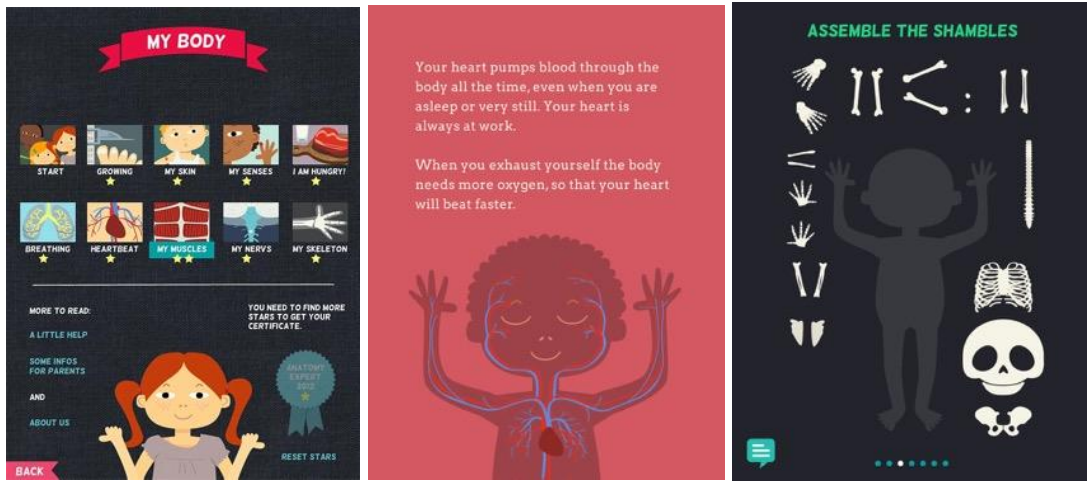 MY BODY
START
GROWING
MY SKIN
MY SENSES
I AM HUNGRY!
BREATHING
HEARTBEAT
MY MUSCLES
MY NERVS
MY SKELETON
MORE TO READ:
A LITTLE HELP
SOME INFOS
FOR PARENTS
AND
ABOUT US
YOU NEED TO FIND MORE
STARS TO GET YOUR
CERTIFICATE.
ANATOMY
EXPERT
2012
RESET STARS
BACK
Your heart pumps blood through the
body all the time, even when you are
asleep or very still. Your heart is
always at work.
When you exhaust yourself the body
needs more oxygen, so that your heart
will beat faster.
ASSEMBLE THE SHAMBLES